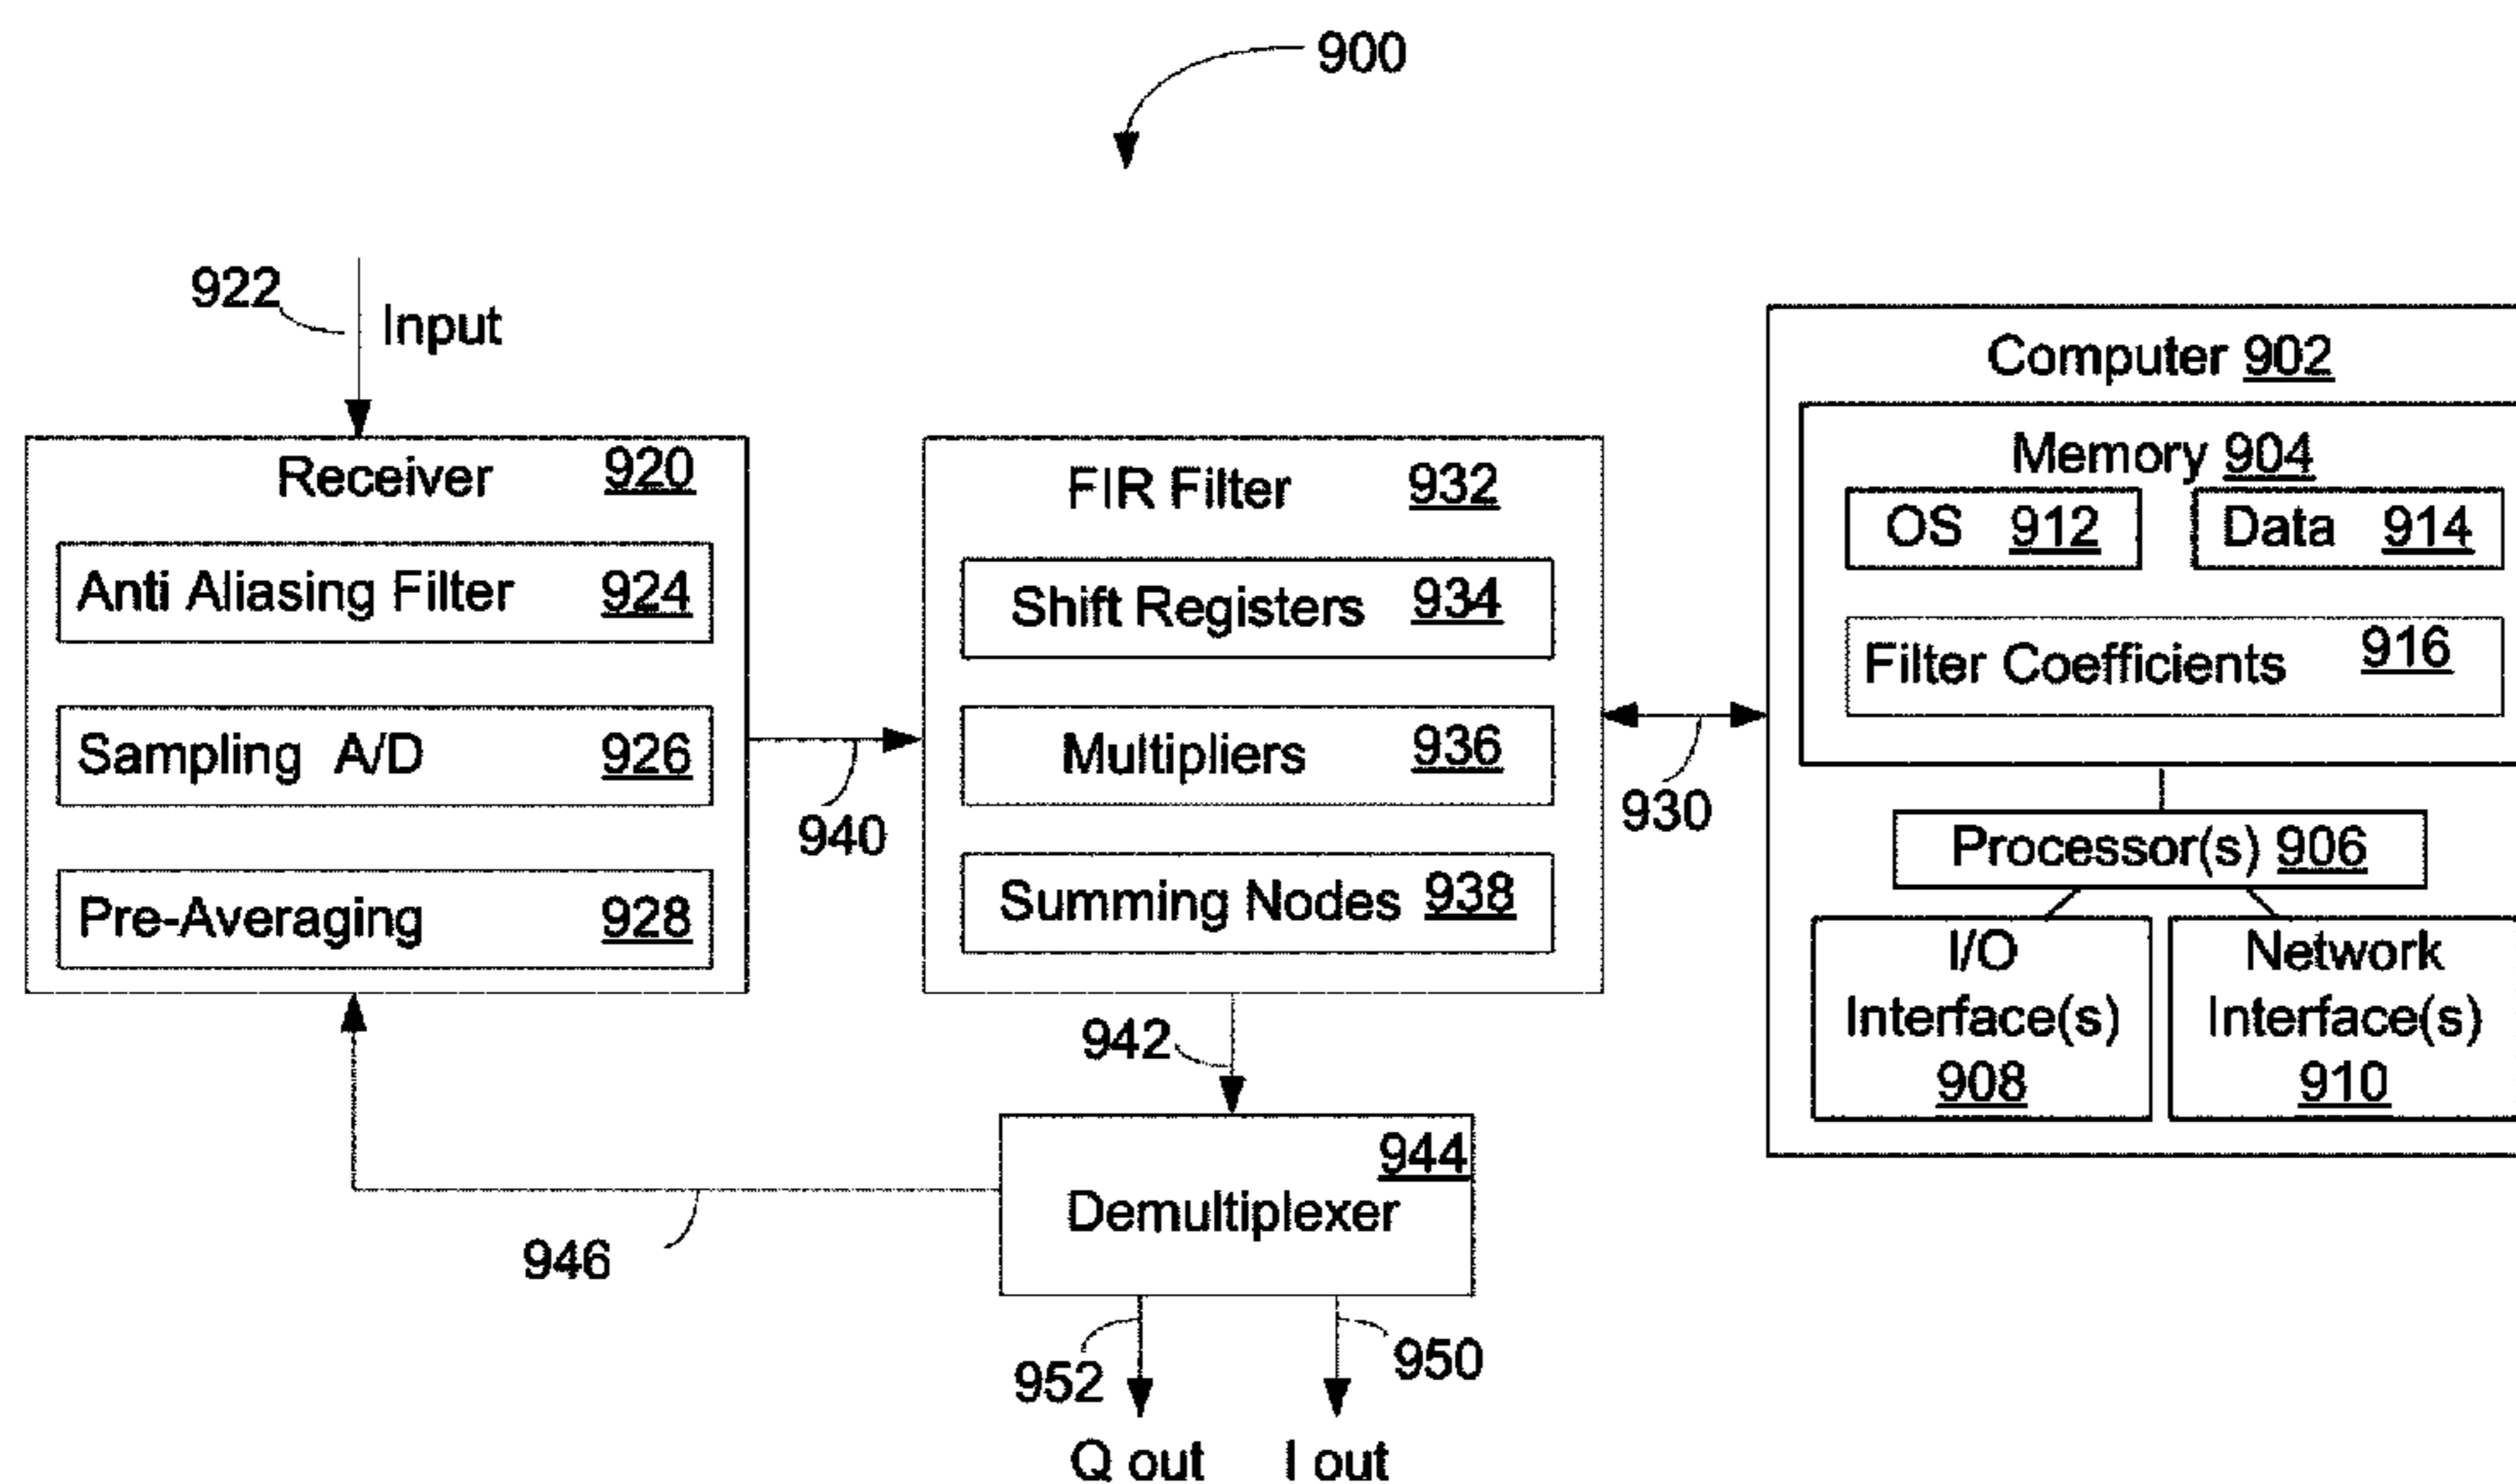 900
922
Input
Receiver 920
Anti Aliasing Filter 924
Sampling A/D 926
Pre-Averaging 928
940
FIR Filter 932
Shift Registers 934
Multipliers 936
Summing Nodes 938
930
Computer 902
Memory 904
OS 912
Data 914
Filter Coefficients 916
Processor(s) 906
I/O
Interface(s)
908
Network
Interface(s)
910
942
944
Demultiplexer
946
952
950
Q out
I out